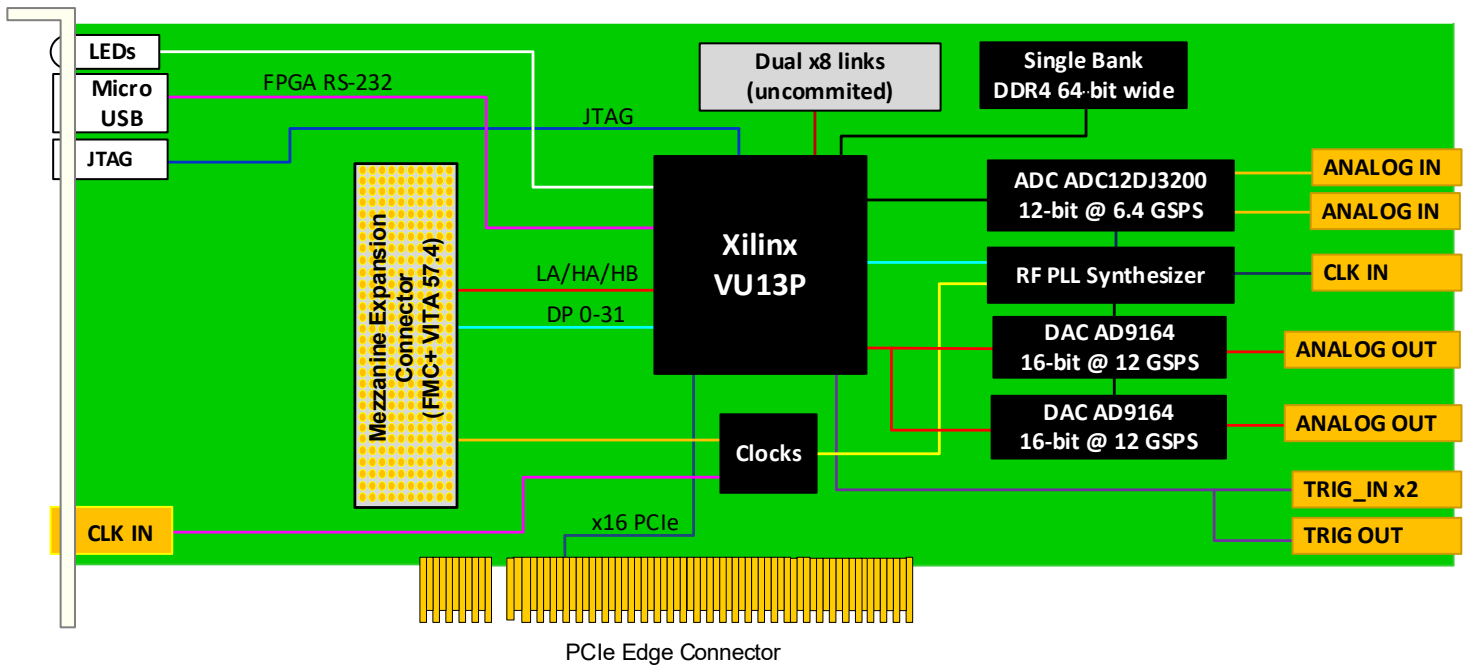 LEDs
Micro
USB
JTAG
FPGA RS-232
JTAG
Dual x8 links
(uncommited)
Single Bank
DDR4 64-bit wide
Mezzanine Expansion
Connector
(FMC+ VITA 57.4)
LA/HA/HB
DP 0-31
Xilinx
VU13P
ADC ADC12DJ3200
12-bit @ 6.4 GSPS
RF PLL Synthesizer
DAC AD9164
16-bit @ 12 GSPS
DAC AD9164
16-bit @ 12 GSPS
ANALOG IN
ANALOG IN
CLK IN
ANALOG OUT
ANALOG OUT
TRIG_IN x2
TRIG OUT
Clocks
CLK IN
x16 PCIe
PCIe Edge Connector